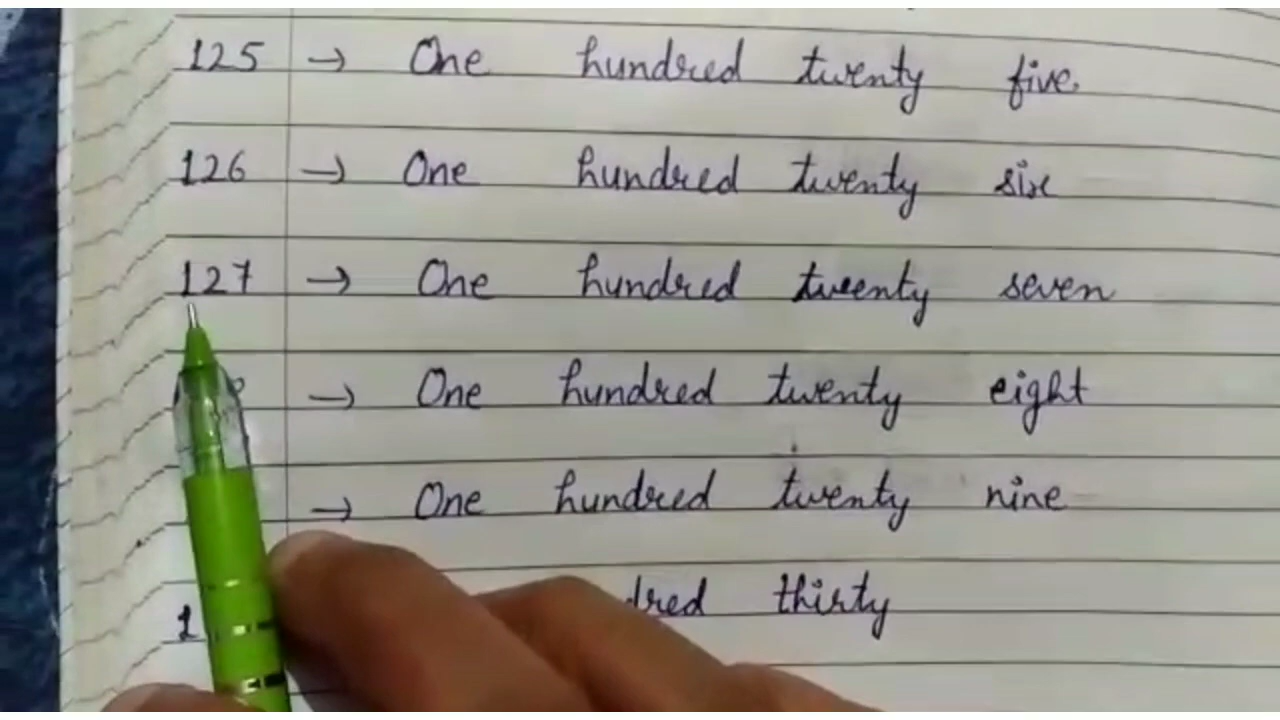 125 → One hundred twenty five.
126 → One hundred twenty six
127 → One hundred twenty seven
→ One hundred twenty eight
→ One hundred twenty nine
1 dred thirty